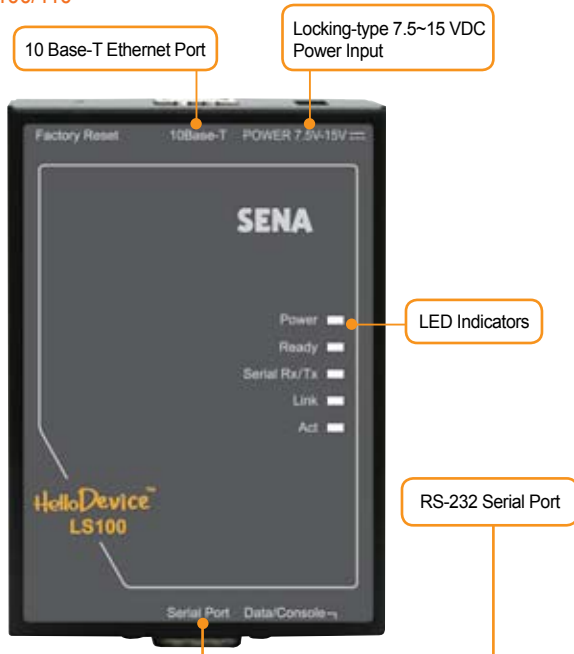 10 Base-T Ethernet Port
Locking-type 7.5~15 VDC
Power Input
Factory Reset 10Base-T POWER 7.5V-15V
SENA
Power
LED Indicators
Ready
Serial Rx/Tx
Link
Act
HelloDevice™
LS100
RS-232 Serial Port
Serial Port Data/Console